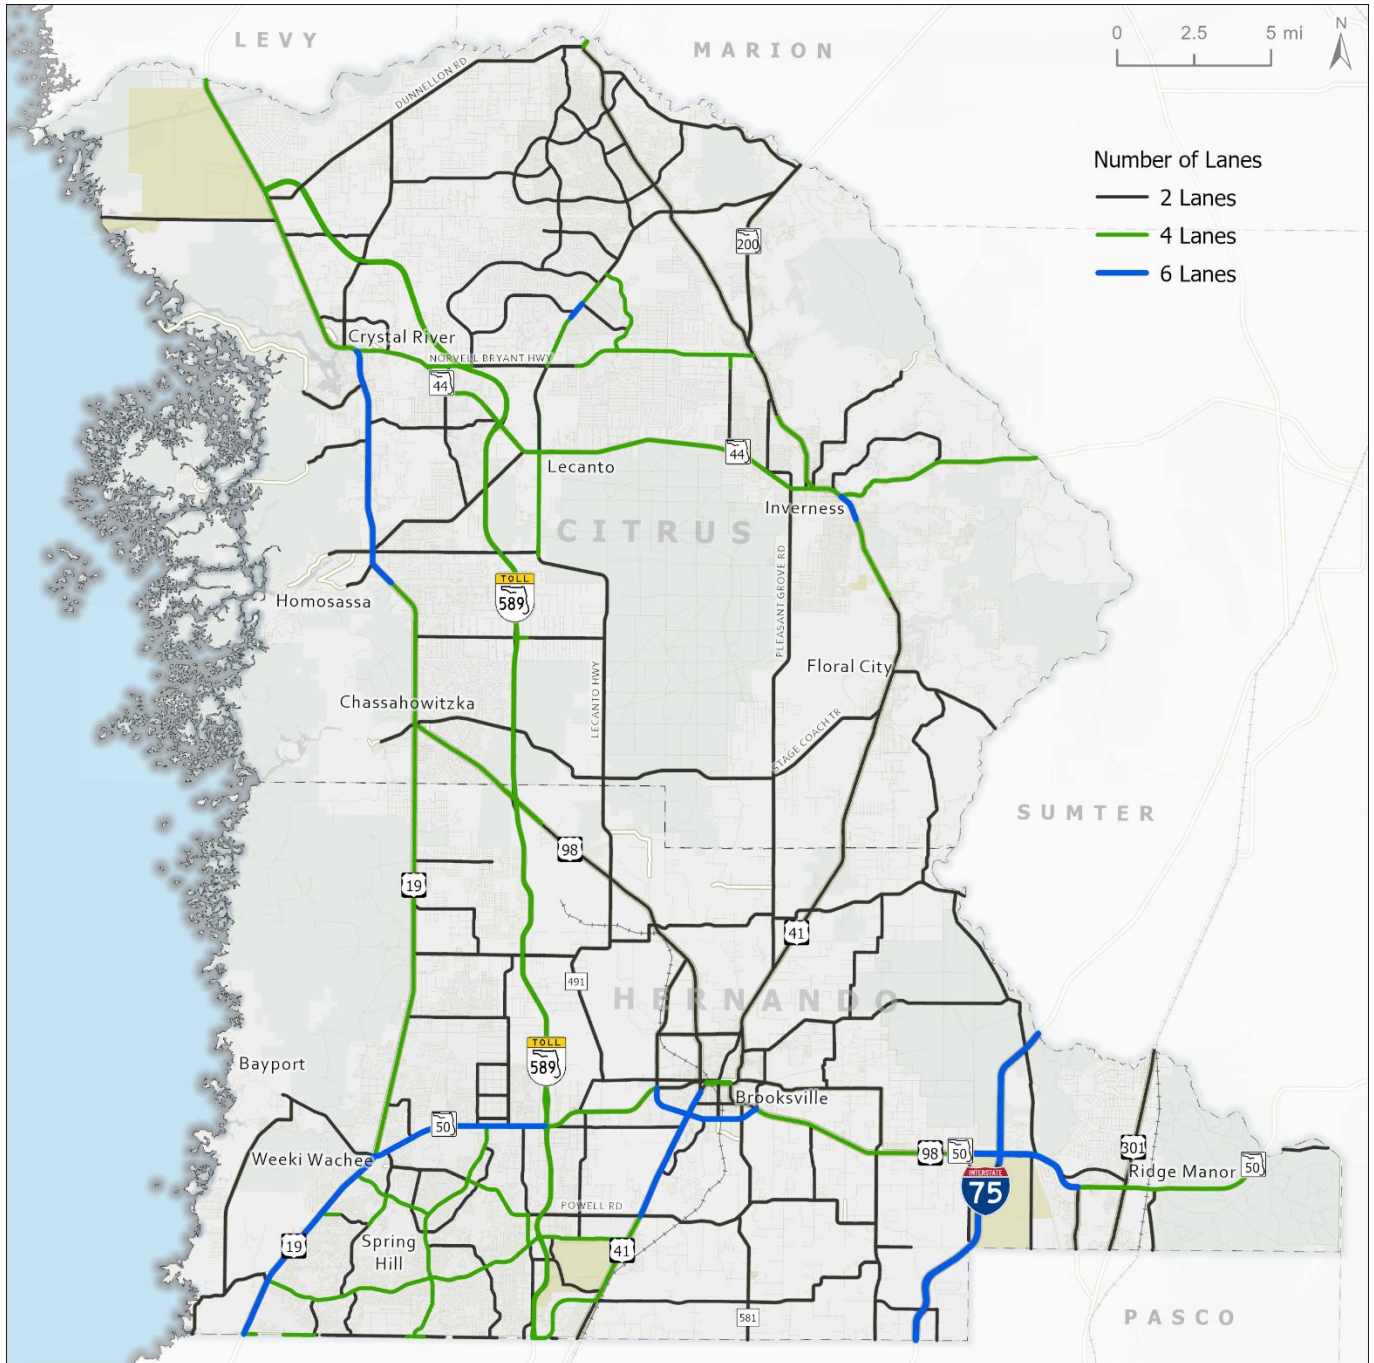 LEVY
MARION
0 2.5 5 mi
N
DUNNELLON RD
Number of Lanes
2 Lanes
4 Lanes
6 Lanes
200
Crystal River
NORVELL BRYANT HWY
44
44
Lecanto
Inverness
CITRUS
TOLL
589
Homosassa
PLEASANT GROVE RD
LECANTO HWY
Floral City
Chassahowitzka
STAGE COACH TR
SUMTER
98
19
41
491
HERNANDO
TOLL
589
Bayport
Brooksville
50
Weeki Wachee
98
50
301
Ridge Manor
50
INTERSTATE
75
POWELL RD
19
Spring
Hill
41
581
PASCO